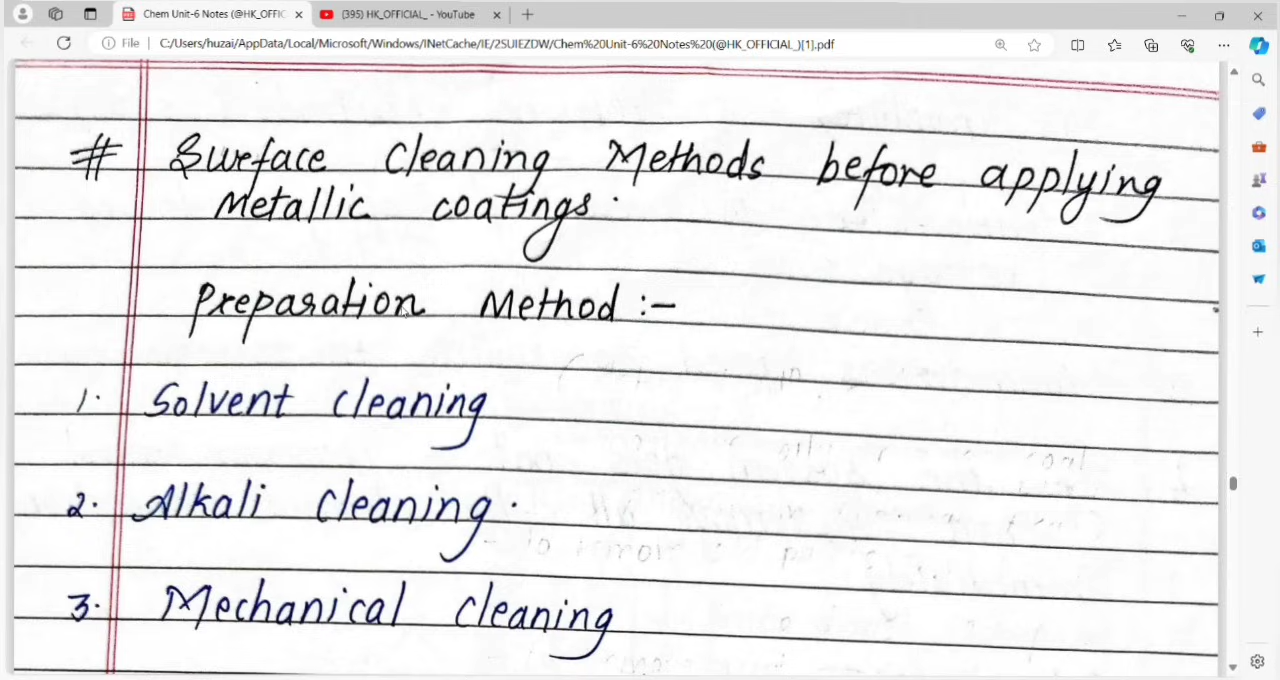 Chem Unit-6 Notes (@HK_OFFIC
(395) HK_OFFICIAL_ - YouTube
File
C:/Users/huzai/AppData/Local/Microsoft/Windows/INetCache/IE/2SUIEZDW/Chem%20Unit-6%20Notes%20(@HK_OFFICIAL_)[1].pdf
# Surface Cleaning Methods before applying
Metallic coatings.
Preparation Method :-
1. Solvent cleaning
2. Alkali cleaning.
3. Mechanical cleaning